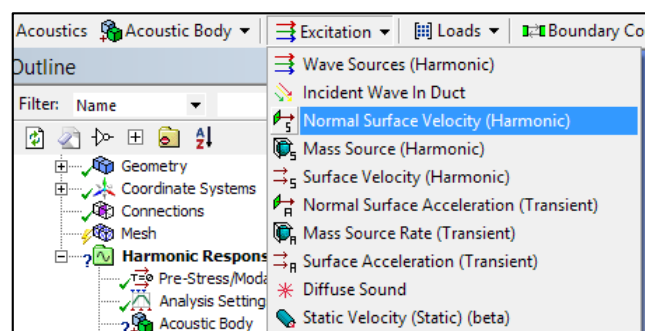 Acoustics Acoustic Body Excitation Loads Boundary Co
Outline
Filter: Name
Wave Sources (Harmonic)
Incident Wave In Duct
Normal Surface Velocity (Harmonic)
Mass Source (Harmonic)
Surface Velocity (Harmonic)
Normal Surface Acceleration (Transient)
Mass Source Rate (Transient)
Surface Acceleration (Transient)
Diffuse Sound
Static Velocity (Static) (beta)
Geometry
Coordinate Systems
Connections
Mesh
Harmonic Respons
Pre-Stress/Moda
Analysis Setting
Acoustic Body